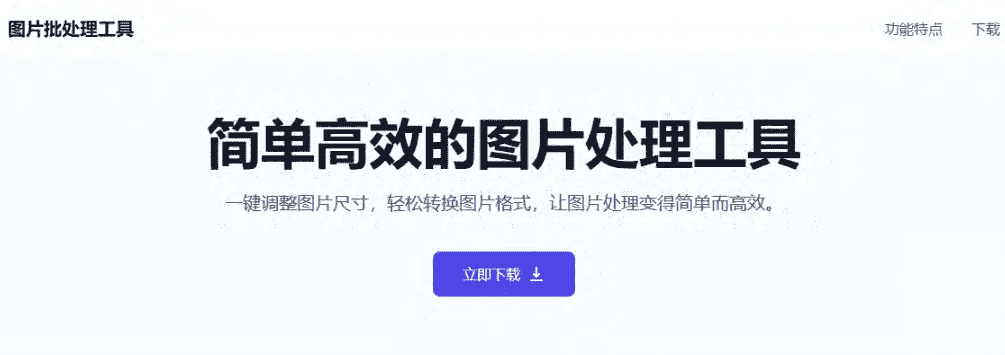 图片批处理工具
功能特点 下载
简单高效的图片处理工具
一键调整图片尺寸，轻松转换图片格式，让图片处理变得简单而高效。
立即下载